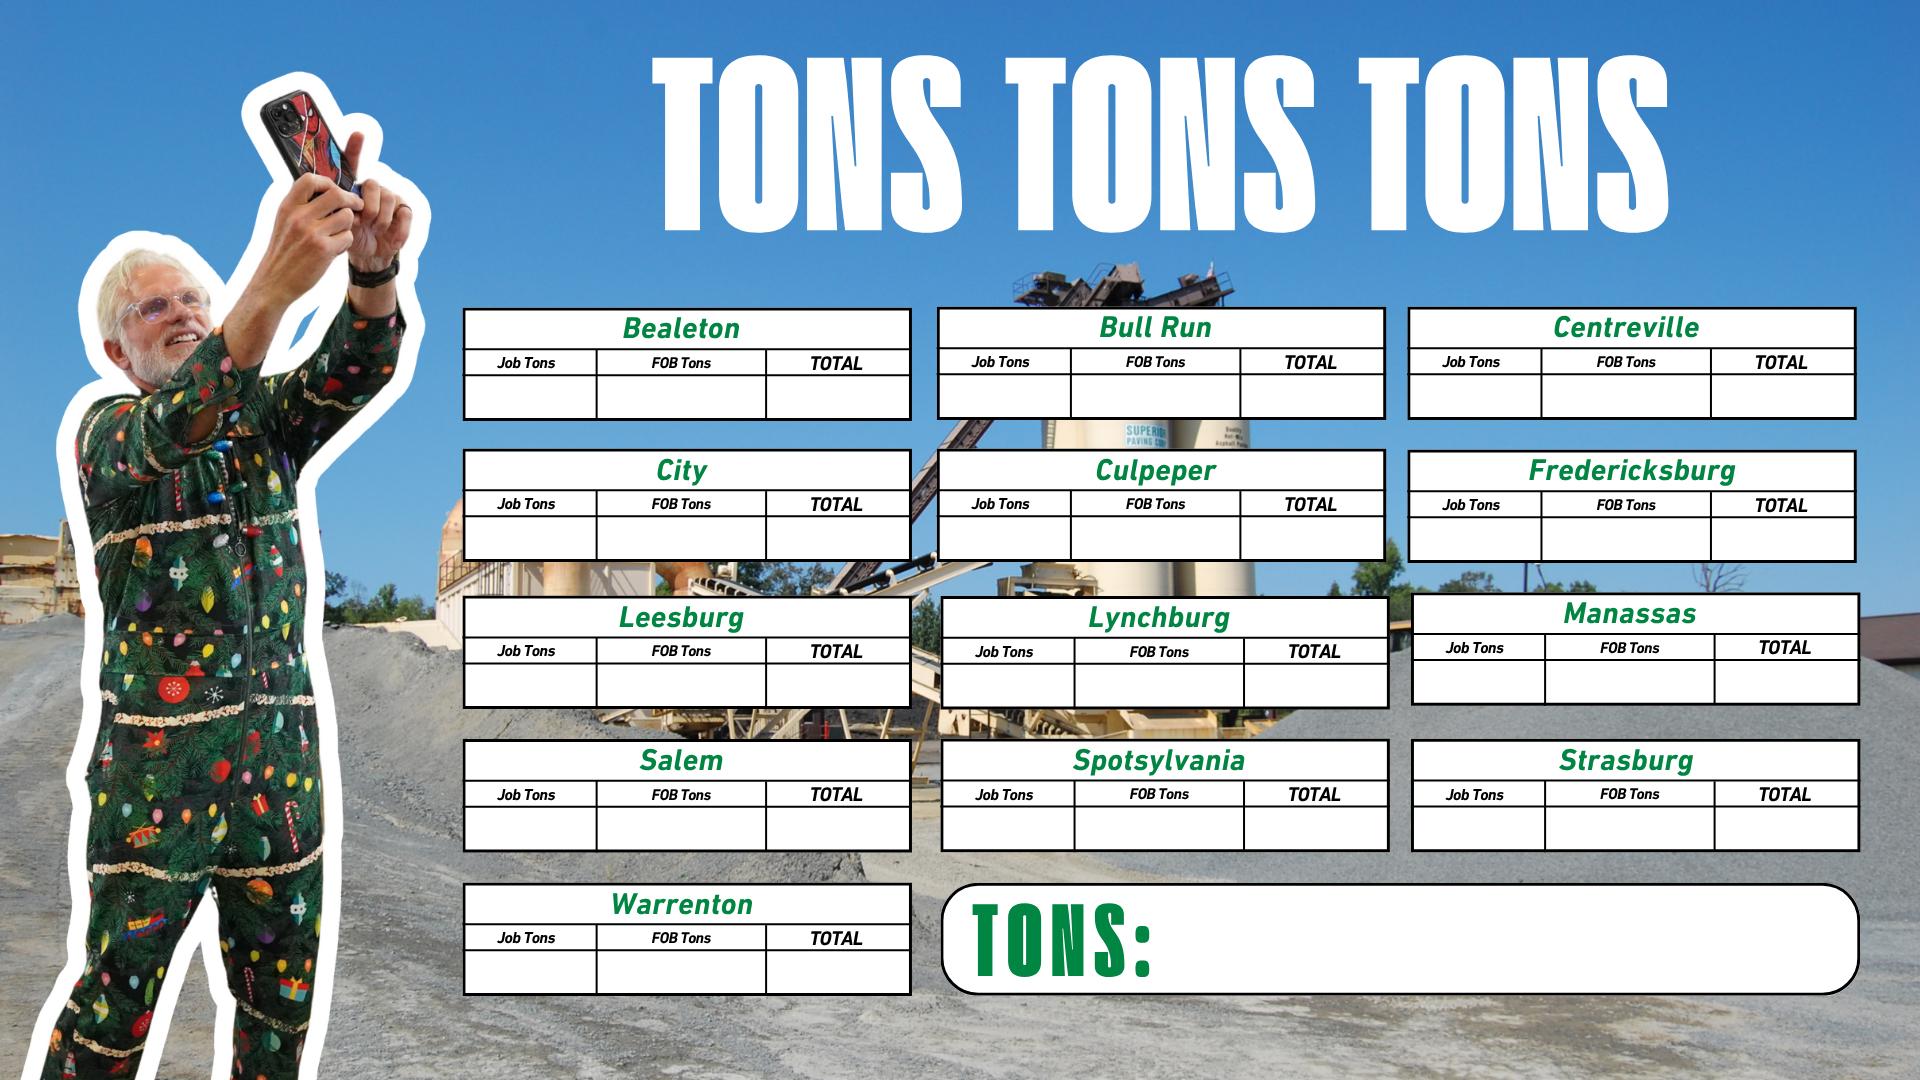 TONS TONS TONS
Bealeton
Job Tons FOB Tons TOTAL
Bull Run
Job Tons FOB Tons TOTAL
Centreville
Job Tons FOB Tons TOTAL
SUPERIOR
PAVING
City
Job Tons FOB Tons TOTAL
Culpeper
Job Tons FOB Tons TOTAL
Fredericksburg
Job Tons FOB Tons TOTAL
Leesburg
Job Tons FOB Tons TOTAL
Lynchburg
Job Tons FOB Tons TOTAL
Manassas
Job Tons FOB Tons TOTAL
Salem
Job Tons FOB Tons TOTAL
Spotsylvania
Job Tons FOB Tons TOTAL
Strasburg
Job Tons FOB Tons TOTAL
Warrenton
Job Tons FOB Tons TOTAL
TONS: